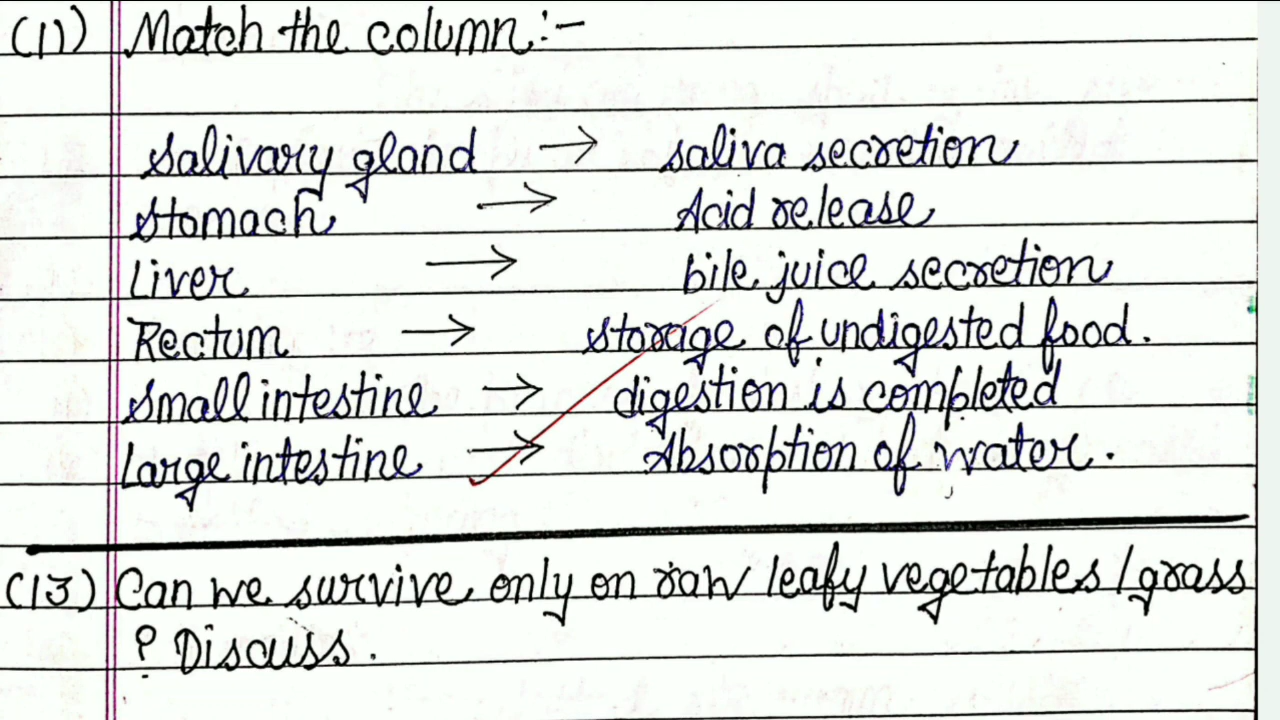 (11) Match the column:-
Salivary gland → saliva secretion
Stomach → Acid release
Liver → bile juice secretion
Rectum → storage of undigested food.
Small intestine → digestion is completed
Large intestine → Absorption of water.
(13) Can we survive only on raw leafy vegetables/grass
? Discuss.